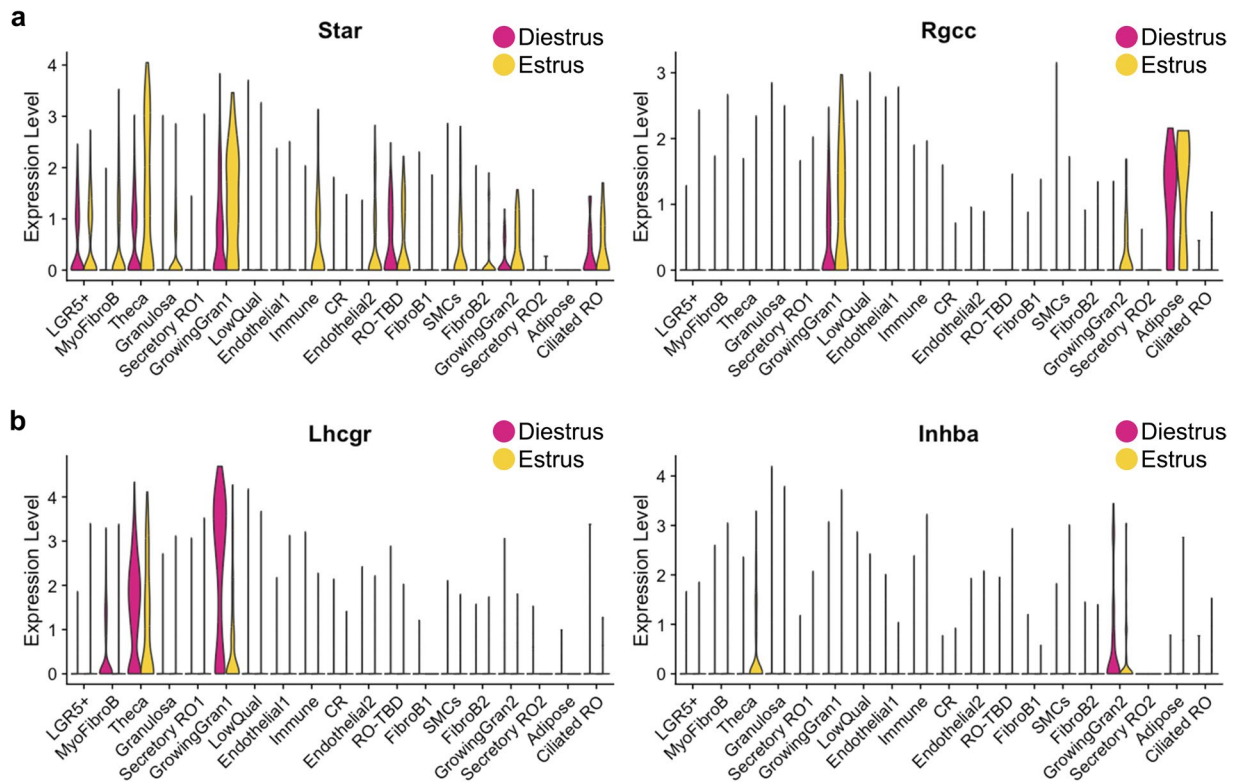 a
Star
Diestrus
Estrus
Expression Level
4
3
2
1
0
LGR5+
MyoFibroB
Theca
Granulosa
Secretory RO1
GrowingGran1
LowQual
Endothelial1
Immune
CR
Endothelial2
RO-TBD
FibroB1
SMCs
FibroB2
GrowingGran2
Secretory RO2
Adipose
Ciliated RO
Rgcc
Diestrus
Estrus
Expression Level
3
2
1
0
LGR5+
MyoFibroB
Theca
Granulosa
Secretory RO1
GrowingGran1
LowQual
Endothelial1
Immune
CR
Endothelial2
RO-TBD
FibroB1
SMCs
FibroB2
GrowingGran2
Secretory RO2
Adipose
Ciliated RO
b
Lhcgr
Diestrus
Estrus
Expression Level
4
3
2
1
0
LGR5+
MyoFibroB
Theca
Granulosa
Secretory RO1
GrowingGran1
LowQual
Endothelial1
Immune
CR
Endothelial2
RO-TBD
FibroB1
SMCs
FibroB2
GrowingGran2
Secretory RO2
Adipose
Ciliated RO
Inhba
Diestrus
Estrus
Expression Level
4
3
2
1
0
LGR5+
MyoFibroB
Theca
Granulosa
Secretory RO1
GrowingGran1
LowQual
Endothelial1
Immune
CR
Endothelial2
RO-TBD
FibroB1
SMCs
FibroB2
GrowingGran2
Secretory RO2
Adipose
Ciliated RO